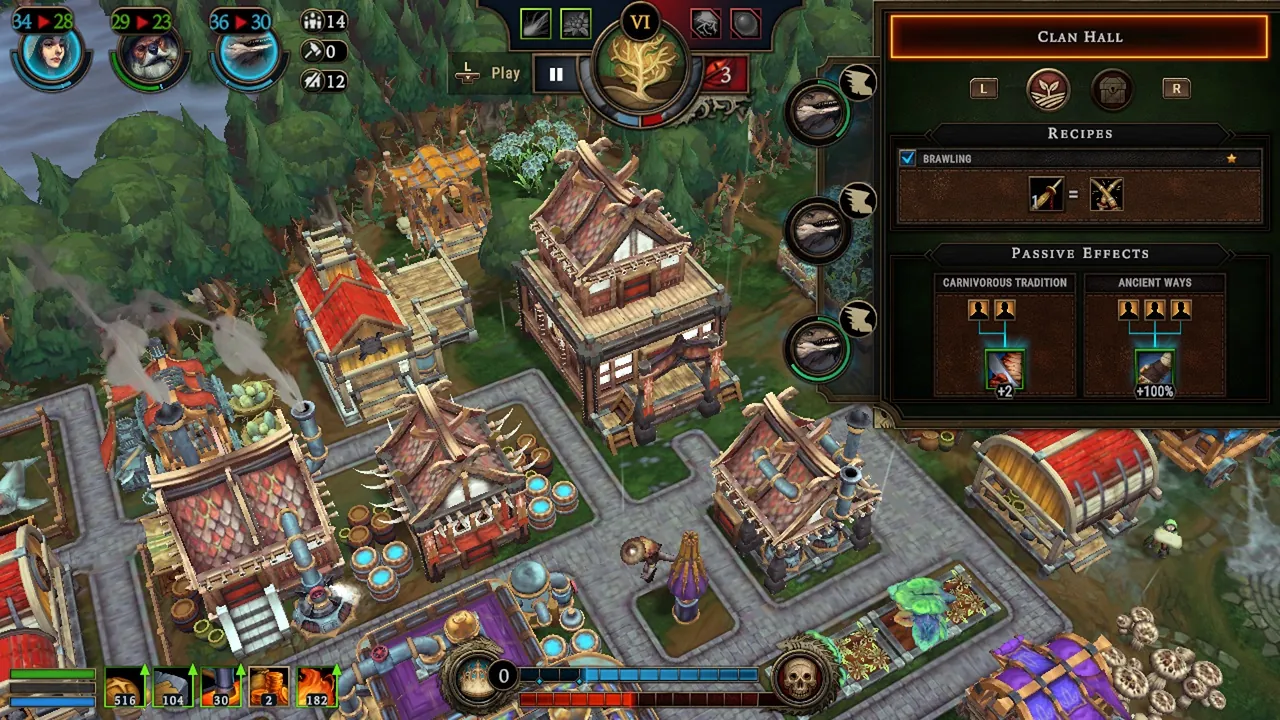 34 ▶ 28 29 ▶ 23 36 ▶ 30 14
0
12
L Play
VI
3
CLAN HALL
L R
RECIPES
BRAWLING
1 =
PASSIVE EFFECTS
CARNIVOROUS TRADITION ANCIENT WAYS
+2 +100%
516 104 30 2 182
0